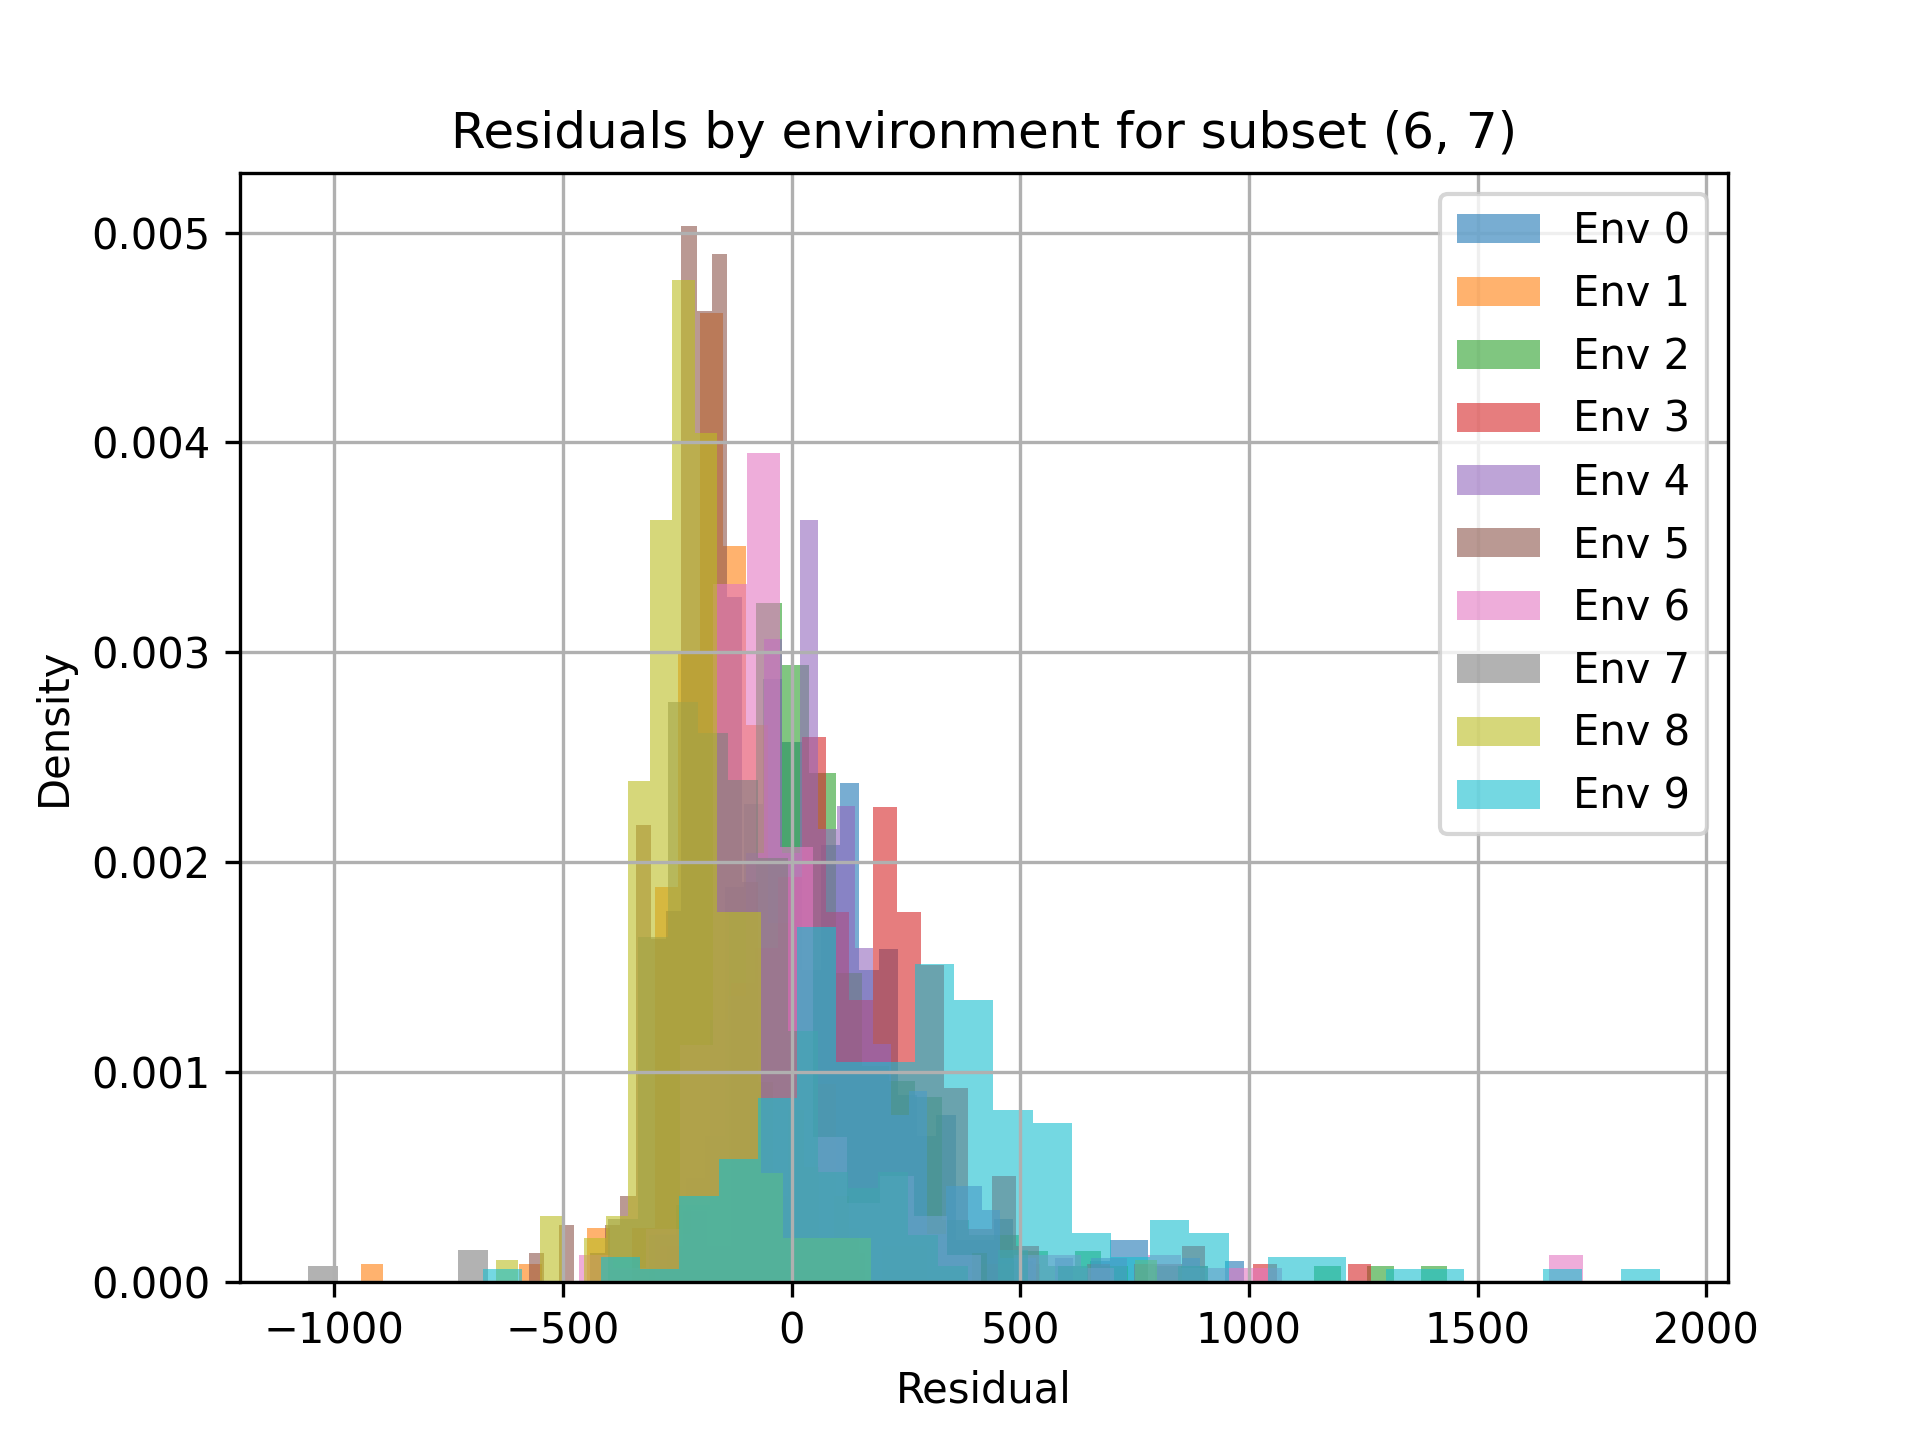 Residuals by environment for subset (6, 7)
0.005
0.004
0.003
0.002
0.001
0.000
Density
−1000
−500
0
500
1000
1500
2000
Residual
Env 0
Env 1
Env 2
Env 3
Env 4
Env 5
Env 6
Env 7
Env 8
Env 9